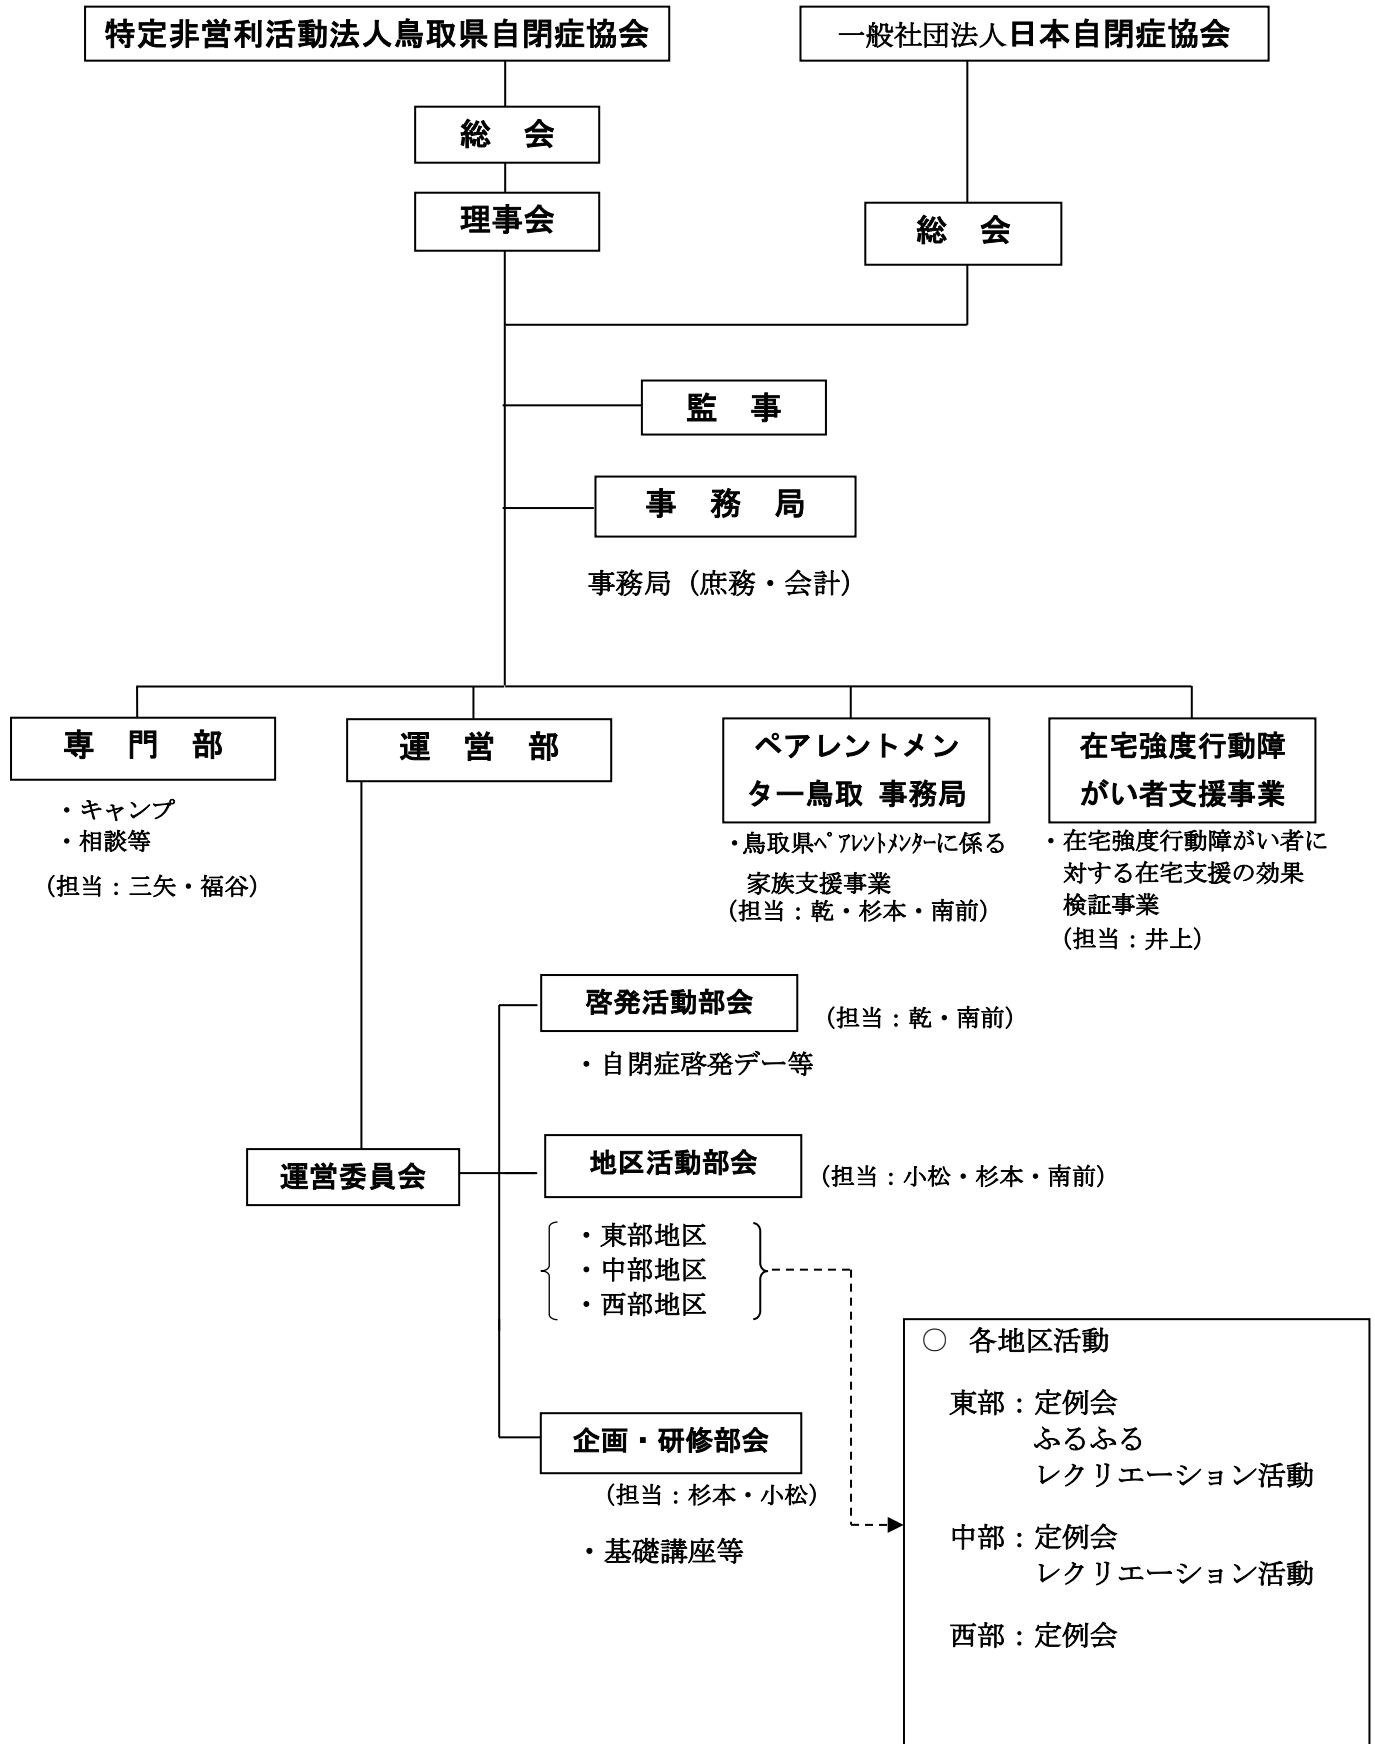 特定非営利活動法人鳥取県自閉症協会
一般社団法人日本自閉症協会
総　会
理事会
総　会
監　事
事　務　局
事務局（庶務・会計）
専　門　部
・キャンプ
・相談等
（担当：三矢・福谷）
運　営　部
ペアレントメン
ター鳥取 事務局
・鳥取県ﾍﾟｱﾚﾝﾄﾒﾝﾀｰに係る
家族支援事業
（担当：乾・杉本・南前）
在宅強度行動障
がい者支援事業
・在宅強度行動障がい者に
対する在宅支援の効果
検証事業
（担当：井上）
運営委員会
啓発活動部会
（担当：乾・南前）
・自閉症啓発デー等
地区活動部会
（担当：小松・杉本・南前）
・東部地区
・中部地区
・西部地区
企画・研修部会
（担当：杉本・小松）
・基礎講座等
○　各地区活動
東部：定例会
ふるふる
レクリエーション活動
中部：定例会
レクリエーション活動
西部：定例会